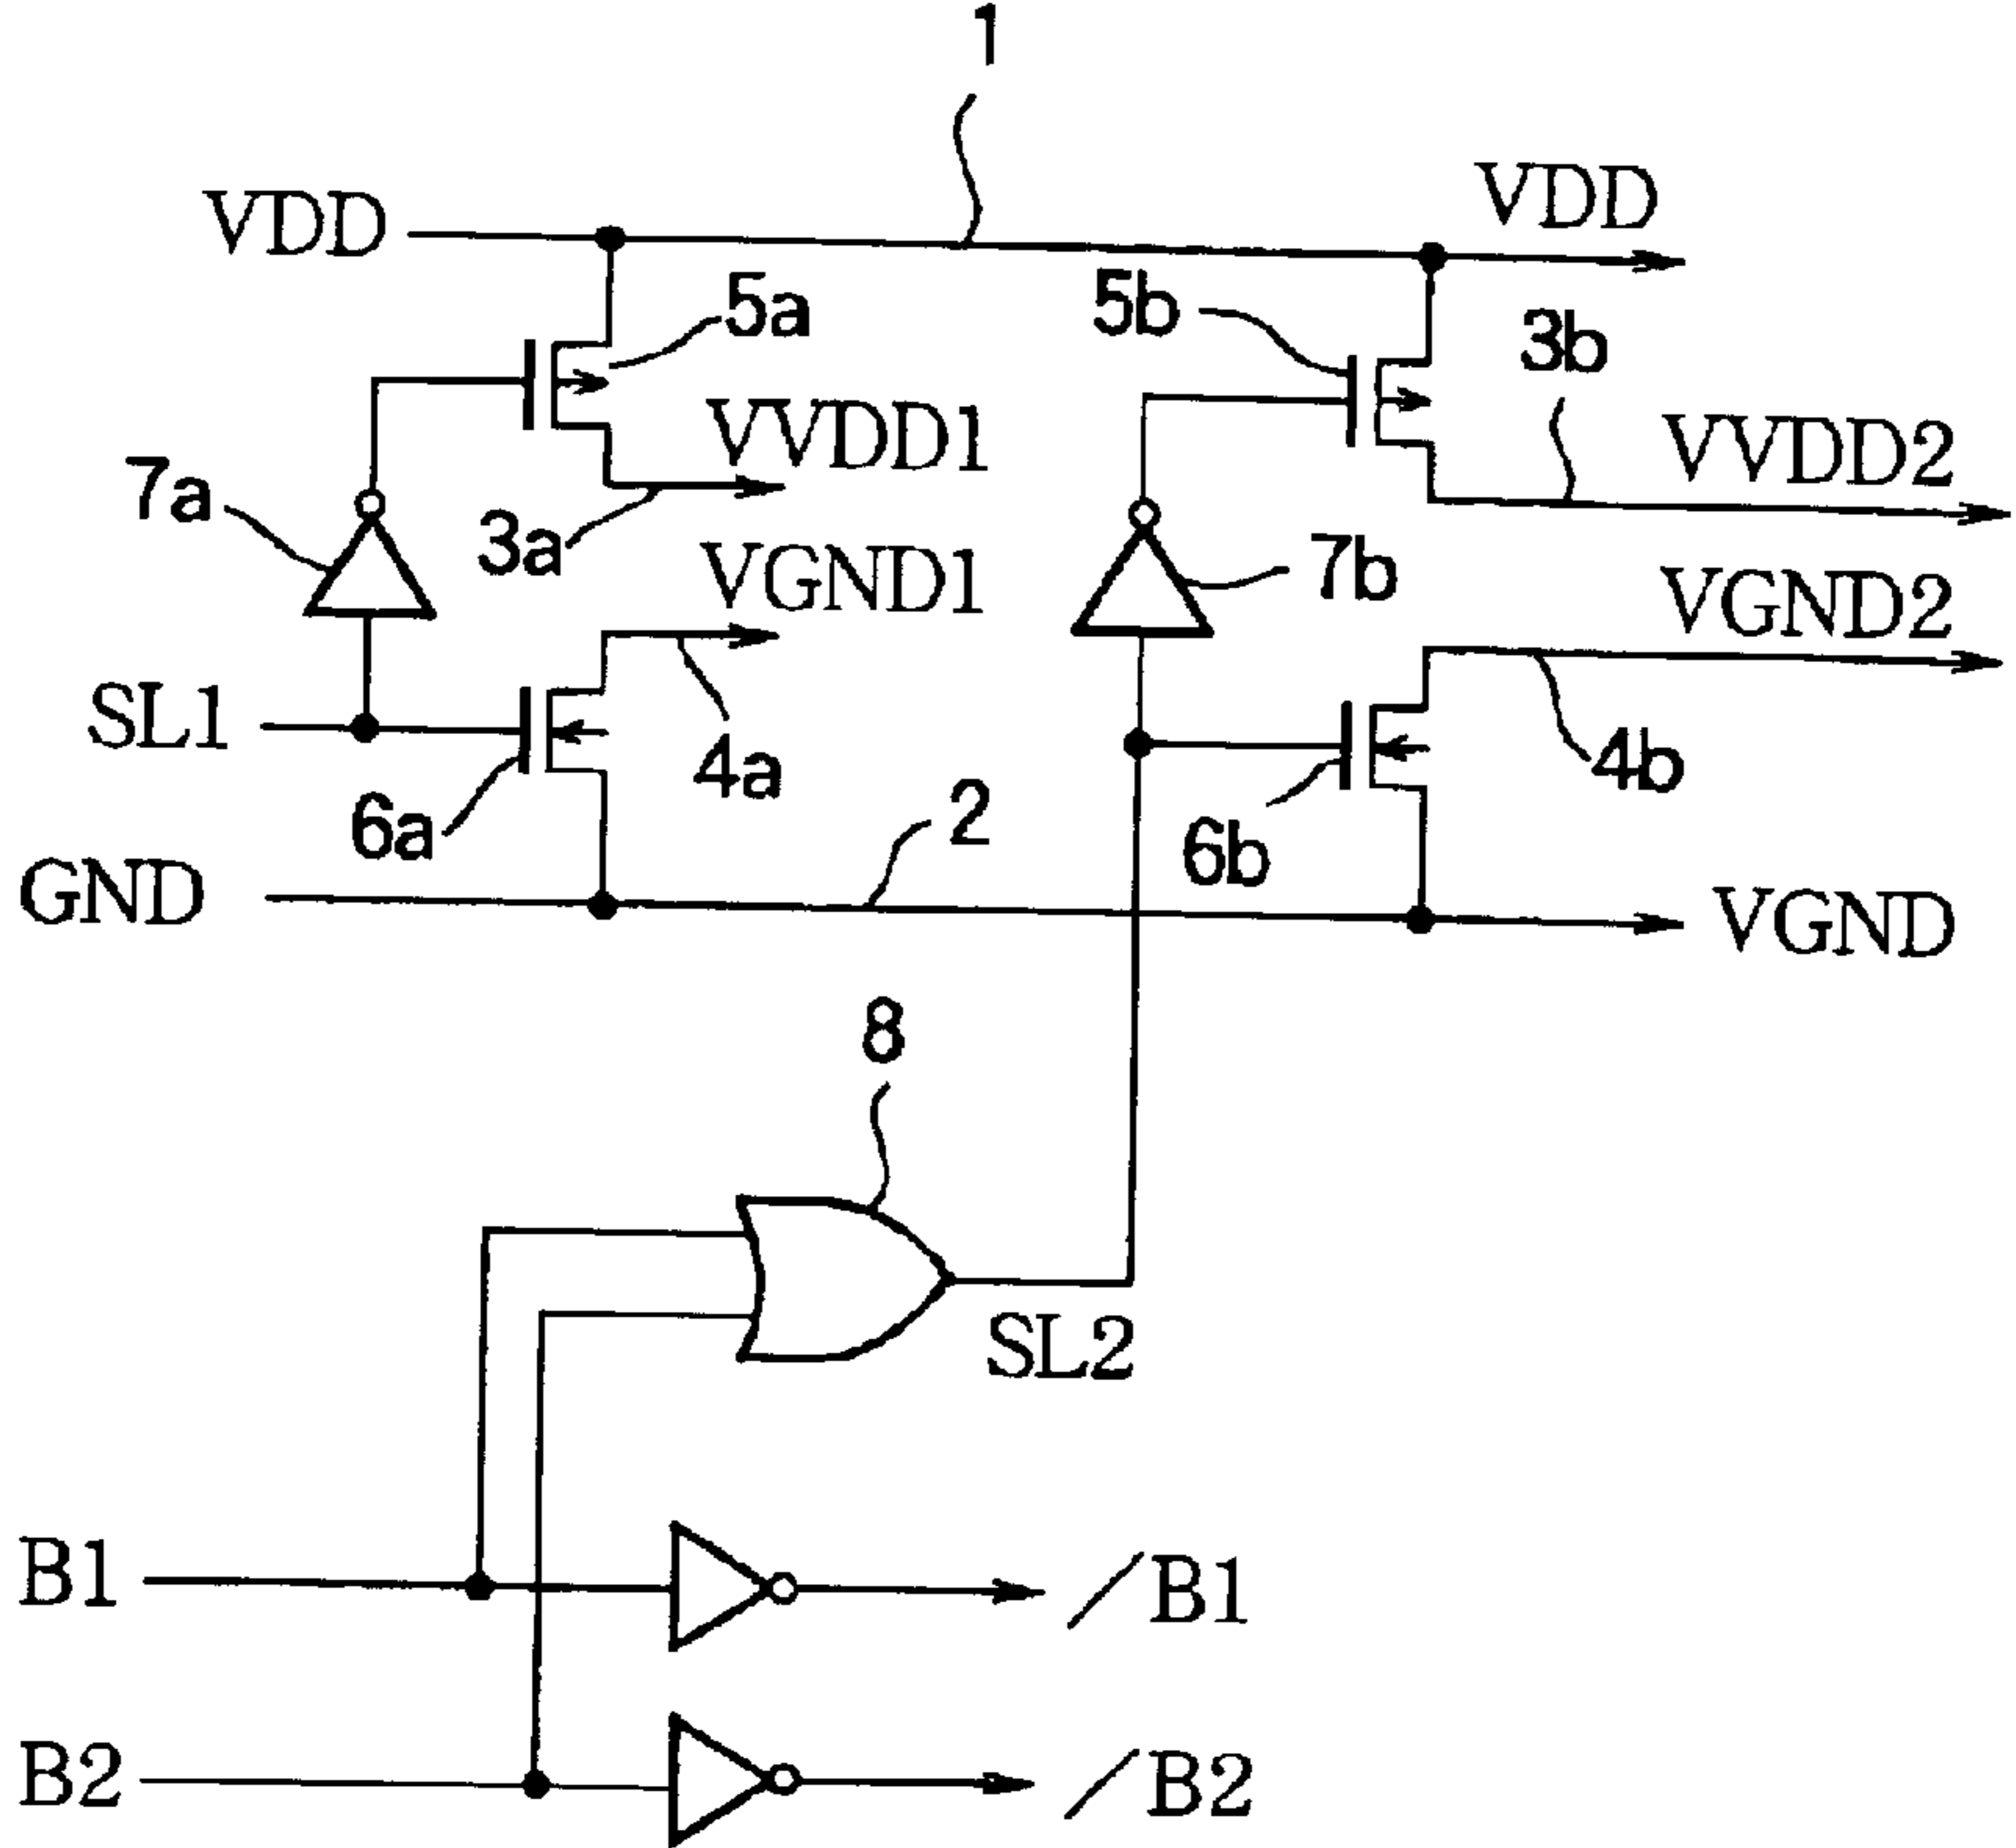 1
VDD
VDD
5a
5b
3b
VVDD1
VVDD2
7a
3a
VGND1
7b
VGND2
SL1
4a
4b
6a
2
6b
GND
VGND
8
SL2
B1
/B1
B2
/B2